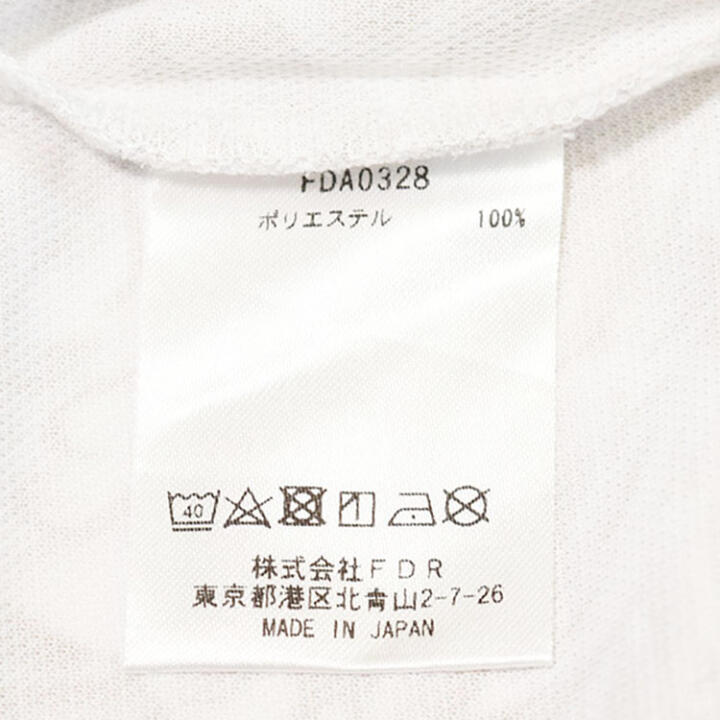 FDA0328
ポリエステル 100%
40
株式会社FDR
東京都港区北青山2-7-26
MADE IN JAPAN